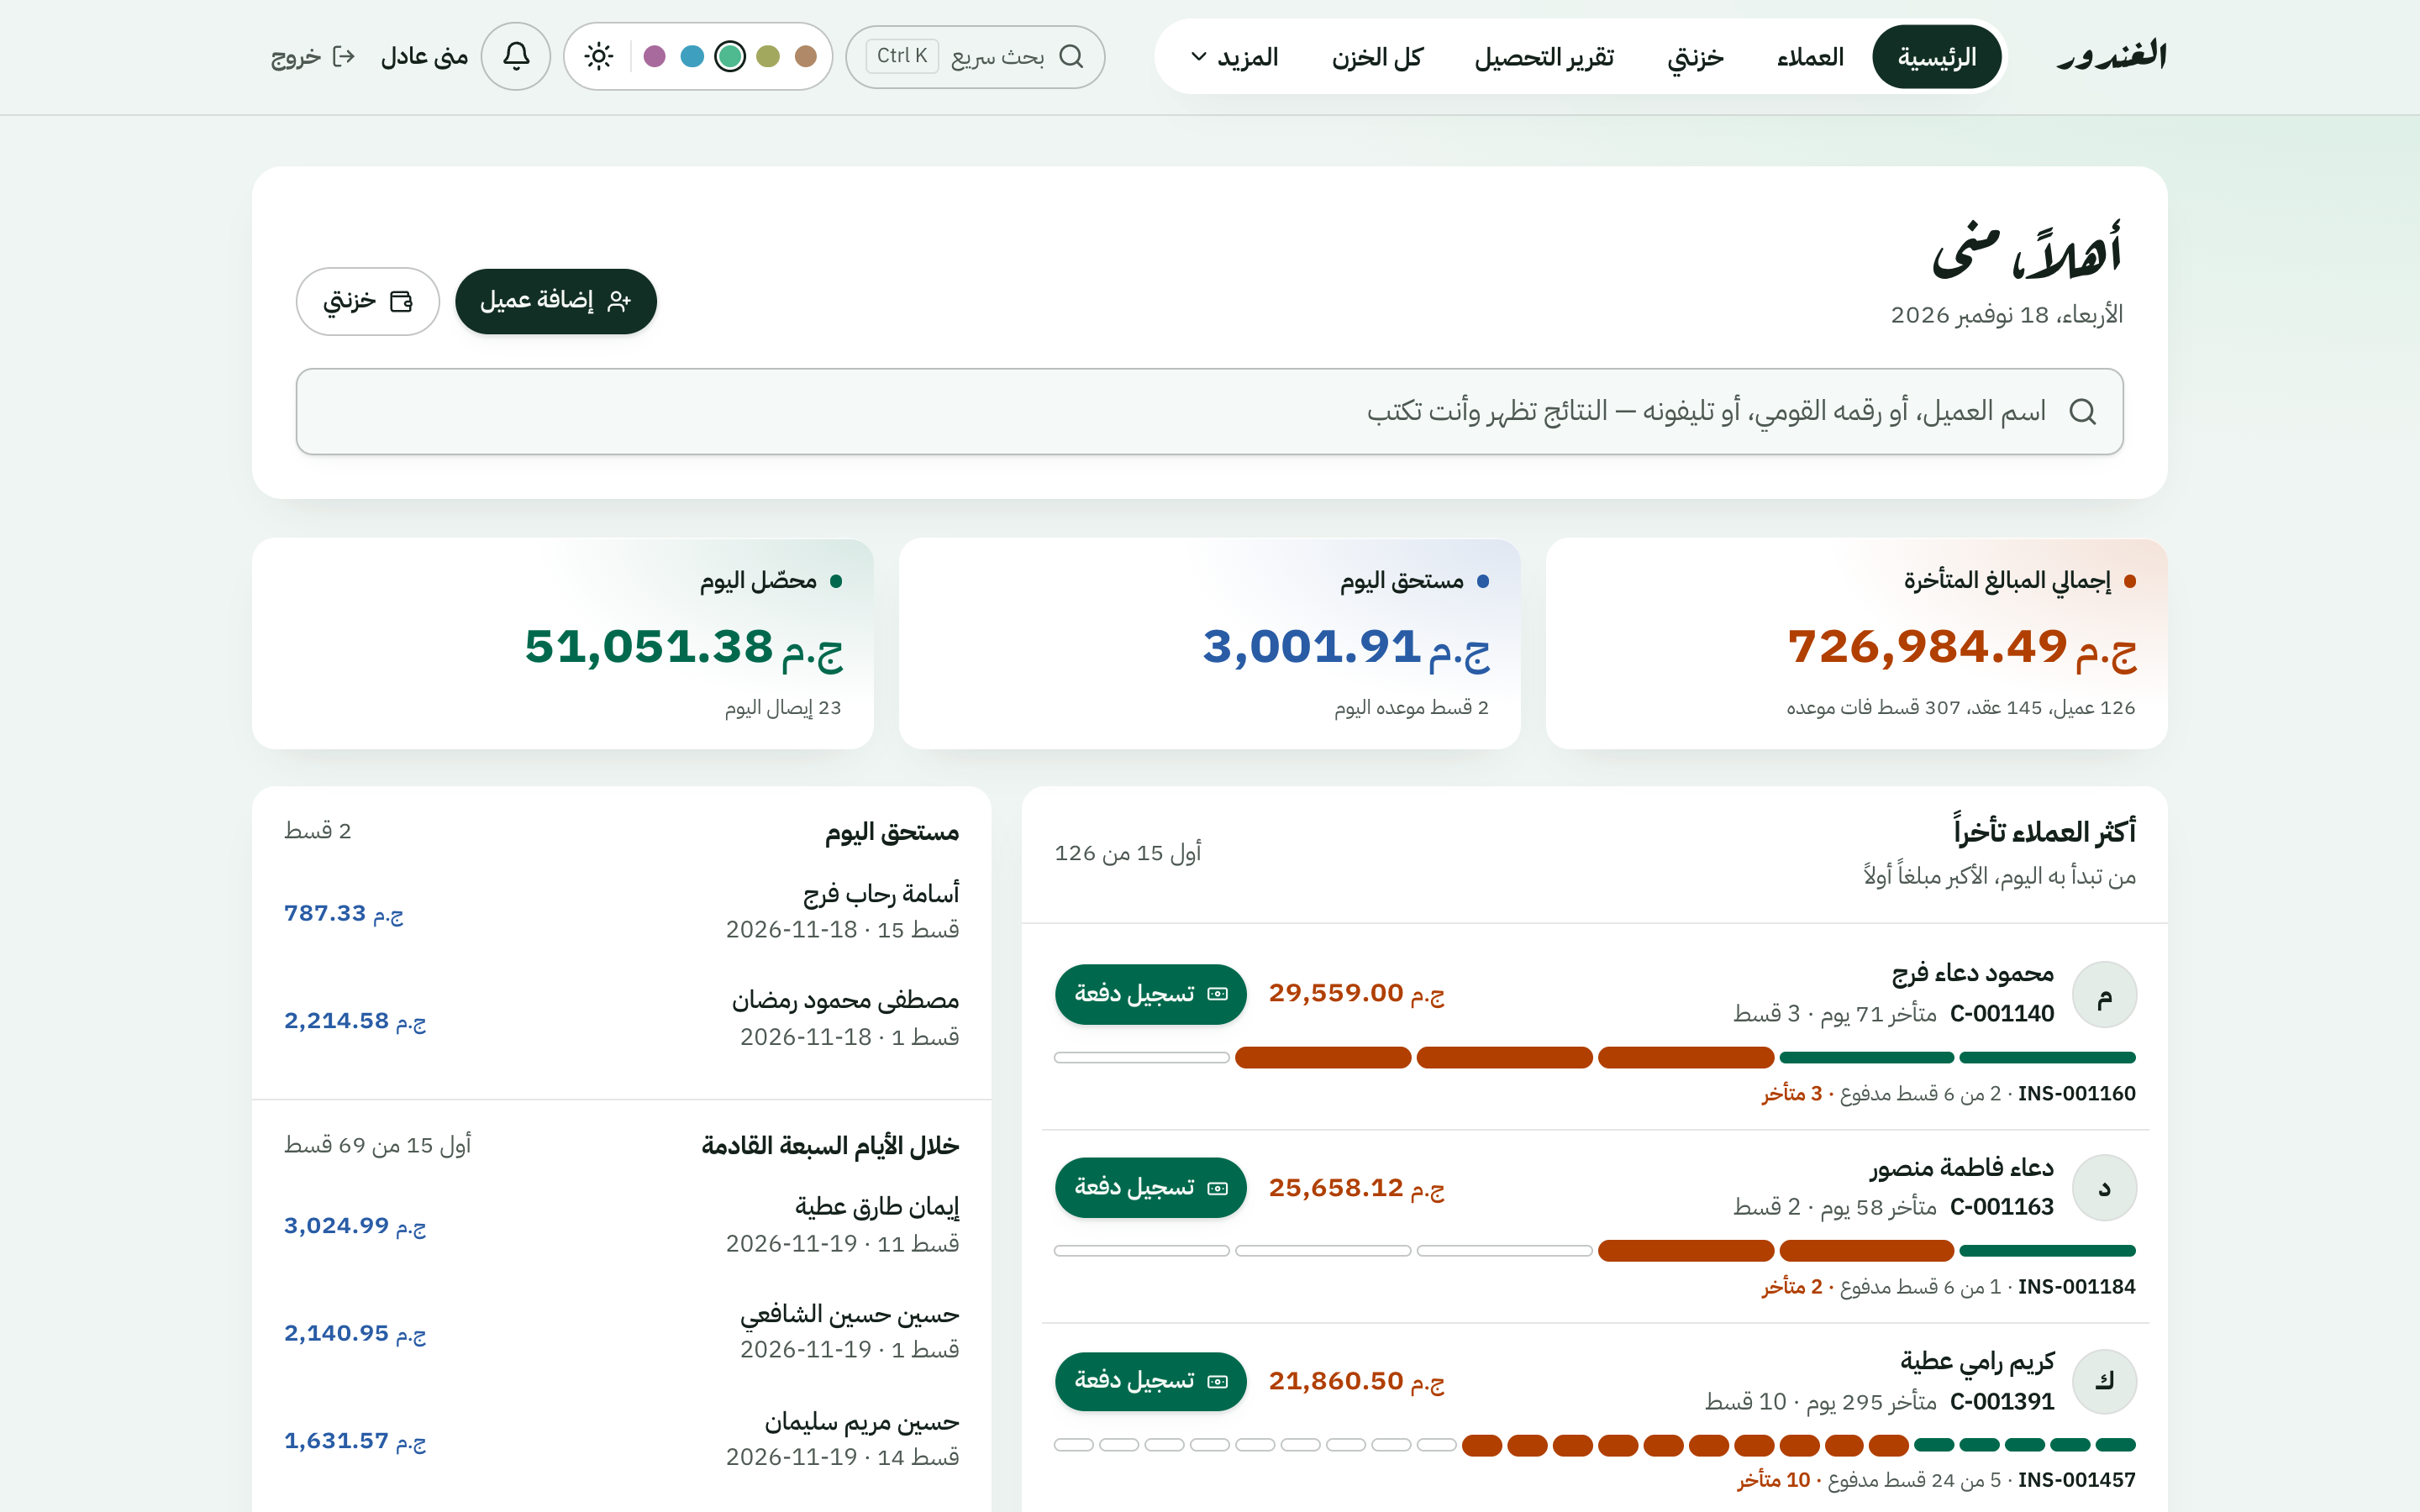 الغندور
الرئيسية
العملاء
خزنتي
تقرير التحصيل
كل الخزن
المزيد
بحث سريع Ctrl K
منى عادل
خروج
أهلاً، منى
الأربعاء، 18 نوفمبر 2026
إضافة عميل
خزنتي
اسم العميل، أو رقمه القومي، أو تليفونه — النتائج تظهر وأنت تكتب
إجمالي المبالغ المتأخرة
ج.م 726,984.49
126 عميل، 145 عقد، 307 قسط فات موعده
مستحق اليوم
ج.م 3,001.91
2 قسط موعده اليوم
محصّل اليوم
ج.م 51,051.38
23 إيصال اليوم
أكثر العملاء تأخراً
من تبدأ به اليوم، الأكبر مبلغاً أولاً
أول 15 من 126
م
محمود دعاء فرج
C-001140 متأخر 71 يوم · 3 قسط
ج.م 29,559.00
تسجيل دفعة
INS-001160 · 2 من 6 قسط مدفوع · 3 متأخر
د
دعاء فاطمة منصور
C-001163 متأخر 58 يوم · 2 قسط
ج.م 25,658.12
تسجيل دفعة
INS-001184 · 1 من 6 قسط مدفوع · 2 متأخر
ك
كريم رامي عطية
C-001391 متأخر 295 يوم · 10 قسط
ج.م 21,860.50
تسجيل دفعة
INS-001457 · 5 من 24 قسط مدفوع · 10 متأخر
مستحق اليوم
2 قسط
أسامة رحاب فرج
قسط 15 · 2026-11-18
ج.م 787.33
مصطفى محمود رمضان
قسط 1 · 2026-11-18
ج.م 2,214.58
خلال الأيام السبعة القادمة
أول 15 من 69 قسط
إيمان طارق عطية
قسط 11 · 2026-11-19
ج.م 3,024.99
حسين حسين الشافعي
قسط 1 · 2026-11-19
ج.م 2,140.95
حسين مريم سليمان
قسط 14 · 2026-11-19
ج.م 1,631.57